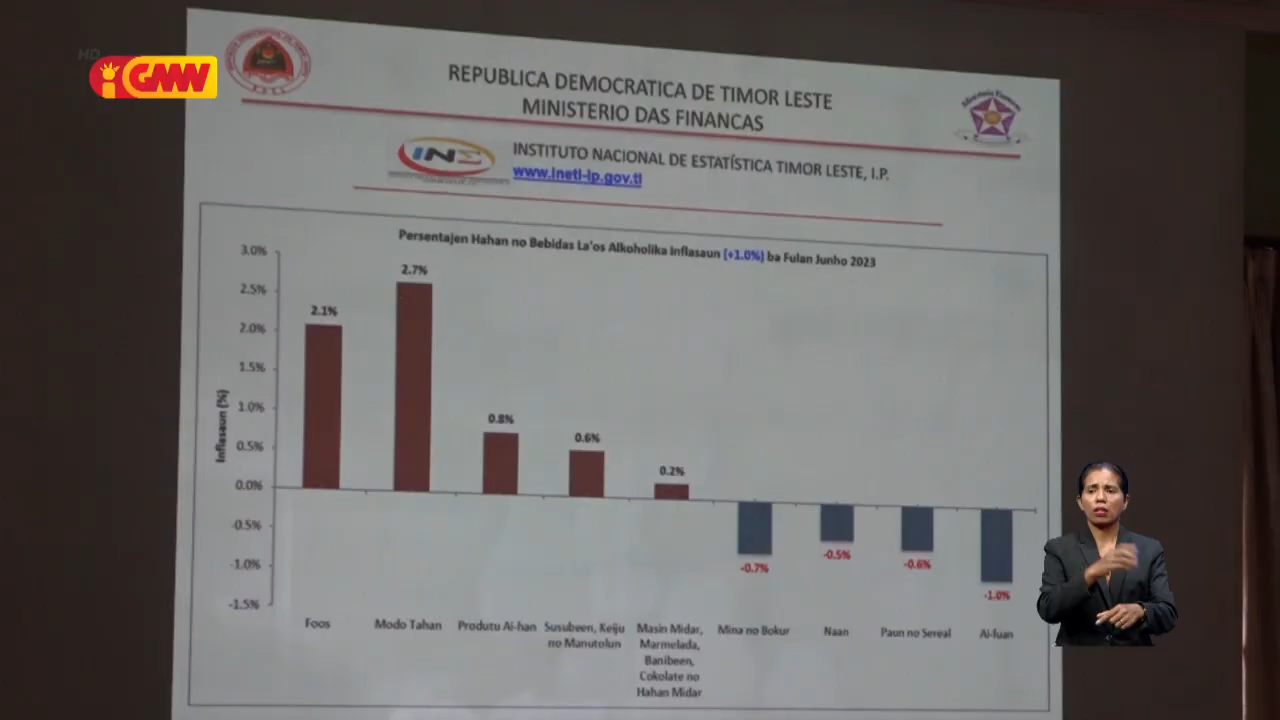 HD
GMN
REPUBLICA DEMOCRATICA DE TIMOR LESTE
MINISTERIO DAS FINANCAS
INE
INSTITUTO NACIONAL DE ESTATÍSTICA TIMOR LESTE, I.P.
www.inetl-ip.gov.tl
Persentajen Hahan no Bebidas La'os Alkoholika Inflasaun (+1.0%) ba Fulan Junho 2023
Inflasaun (%)
3.0%
2.5%
2.0%
1.5%
1.0%
0.5%
0.0%
-0.5%
-1.0%
-1.5%
2.1%
2.7%
0.8%
0.6%
0.2%
-0.7%
-0.5%
-0.6%
-1.0%
Foos
Modo Tahan
Produtu Ai-han
Susubeen, Keiju
no Manutolun
Masin Midar,
Marmelada,
Banibeen,
Cokolate no
Hahan Midar
Mina no Bokur
Naan
Paun no Sereal
Ai-fuan